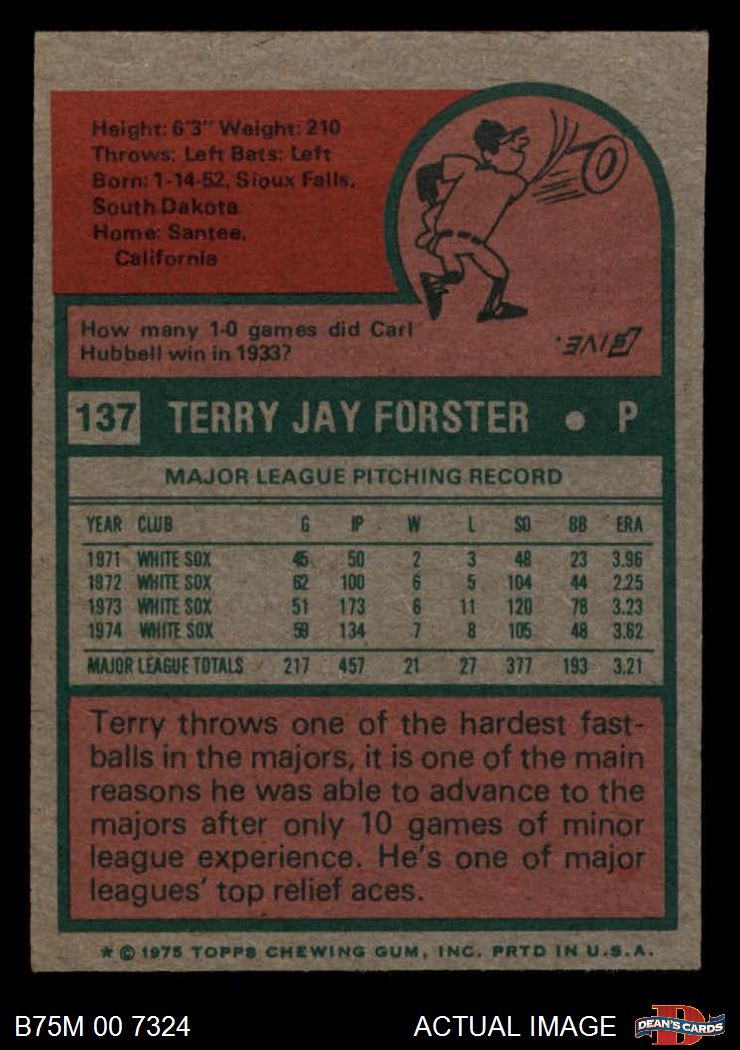 Height: 6'3" Weight: 210
Throws: Left Bats: Left
Born: 1-14-52, Sioux Falls,
South Dakota
Home: Santee,
California
How many 1-0 games did Carl
Hubbell win in 1933?
FIVE.
137 TERRY JAY FORSTER • P
MAJOR LEAGUE PITCHING RECORD
YEAR CLUB G IP W L SO BB ERA
1971 WHITE SOX 45 50 2 3 48 23 3.96
1972 WHITE SOX 62 100 6 5 104 44 2.25
1973 WHITE SOX 51 173 6 11 120 78 3.23
1974 WHITE SOX 59 134 7 8 105 48 3.62
MAJOR LEAGUE TOTALS 217 457 21 27 377 193 3.21
Terry throws one of the hardest fast-
balls in the majors, it is one of the main
reasons he was able to advance to the
majors after only 10 games of minor
league experience. He's one of major
leagues' top relief aces.
* © 1975 TOPPS CHEWING GUM, INC. PRTD IN U.S.A.
B75M 00 7324 ACTUAL IMAGE D DEAN'S CARDS